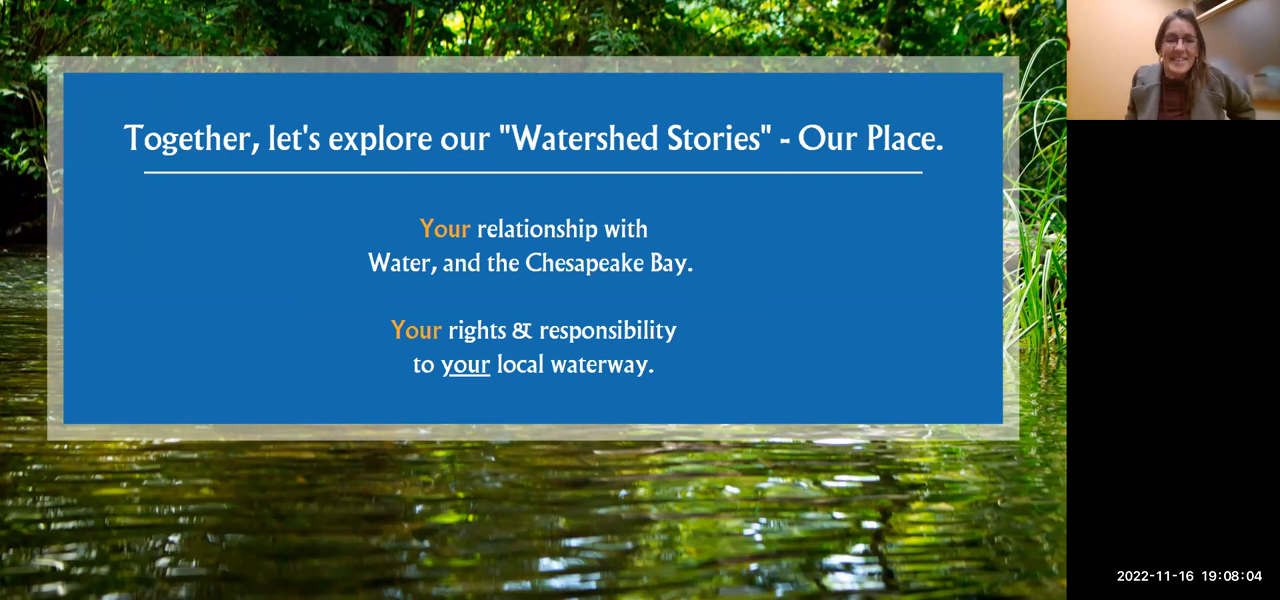 Together, let's explore our "Watershed Stories" - Our Place.
Your relationship with
Water, and the Chesapeake Bay.
Your rights & responsibility
to your local waterway.
2022-11-16 19:08:04